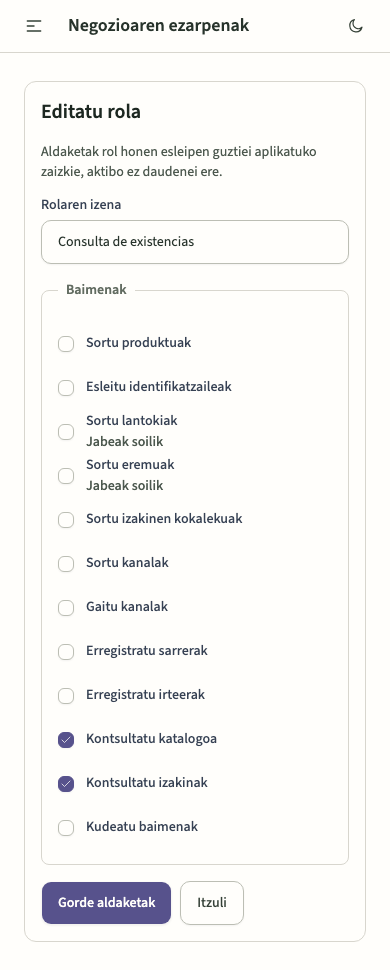 Negozioaren ezarpenak
Editatu rola
Aldaketak rol honen esleipen guztiei aplikatuko
zaizkie, aktibo ez daudenei ere.
Rolaren izena
Consulta de existencias
Baimenak
Sortu produktuak
Esleitu identifikatzaileak
Sortu lantokiak
Jabeak soilik
Sortu eremuak
Jabeak soilik
Sortu izakinen kokalekuak
Sortu kanalak
Gaitu kanalak
Erregistratu sarrerak
Erregistratu irteerak
Kontsultatu katalogoa
Kontsultatu izakinak
Kudeatu baimenak
Gorde aldaketak
Itzuli